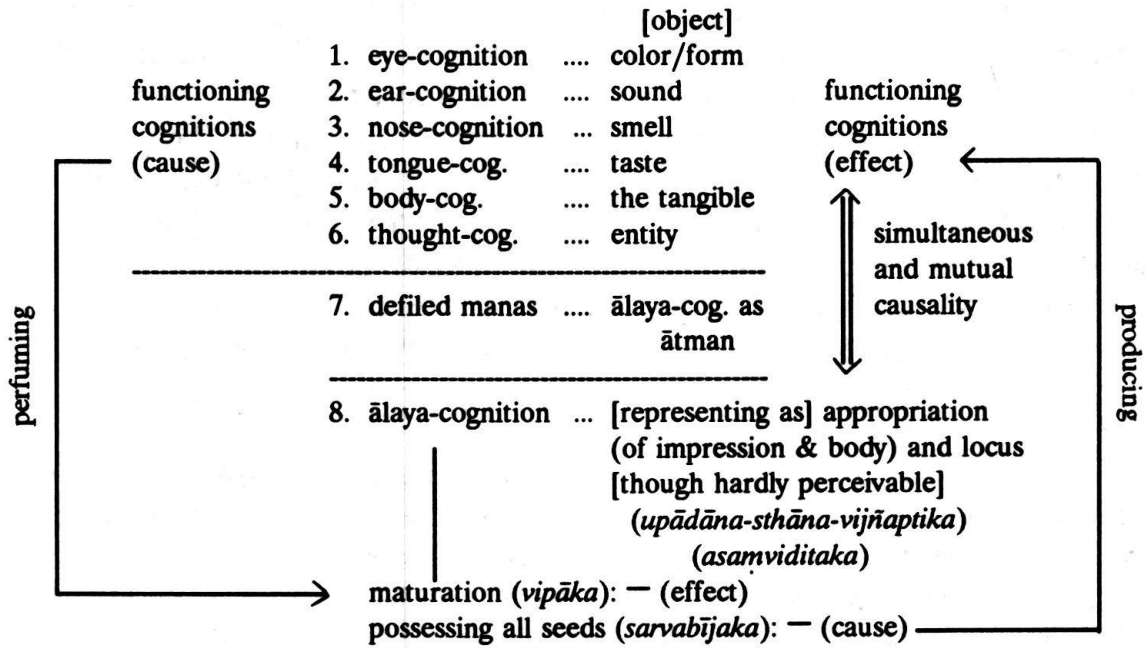 [object]
1. eye-cognition .... color/form
functioning 2. ear-cognition .... sound functioning
cognitions 3. nose-cognition ... smell cognitions
(cause) 4. tongue-cog. .... taste (effect)
5. body-cog. .... the tangible
6. thought-cog. .... entity simultaneous
and mutual
7. defiled manas .... ālaya-cog. as causality
ātman
perfuming
producing
8. ālaya-cognition ... [representing as] appropriation
(of impression & body) and locus
[though hardly perceivable]
(upādāna-sthāna-vijñaptika)
(asaṃviditaka)
maturation (vipāka): — (effect)
possessing all seeds (sarvabījaka): — (cause)